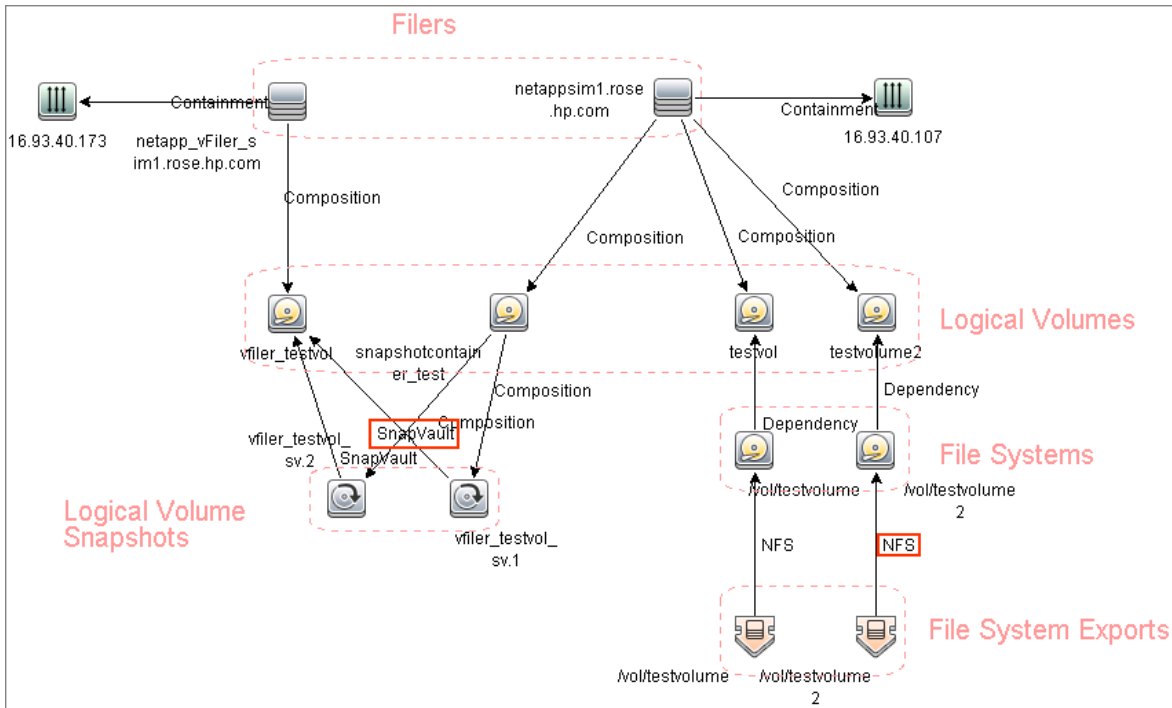 Filers
netappsim1.rose
.hp.com
Containment
Containment
16.93.40.173
netapp_vFiler_s
im1.rose.hp.com
16.93.40.107
Composition
Composition
Composition
Composition
Logical Volumes
vfiler_testvol
snapshotcontain
er_test
testvol
testvolume2
Composition
Dependency
Composition
SnapVault
Dependency
vfiler_testvol_
sv.2
SnapVault
File Systems
/vol/testvolume
/vol/testvolume
2
Logical Volume
Snapshots
vfiler_testvol_
sv.1
NFS
NFS
File System Exports
/vol/testvolume
/vol/testvolume
2